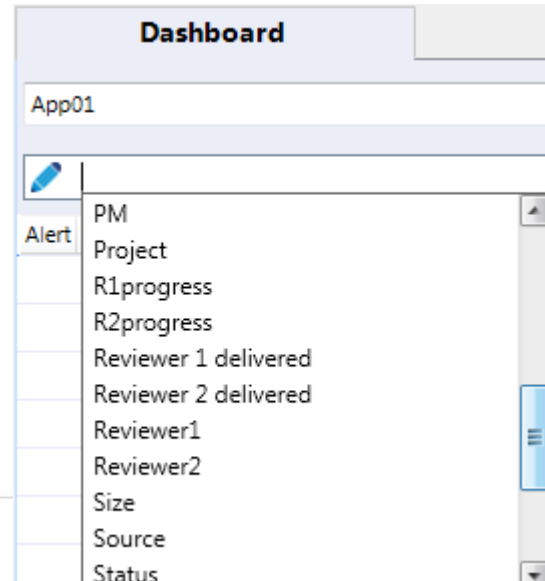 Dashboard
App01
Alert
PM
Project
R1progress
R2progress
Reviewer 1 delivered
Reviewer 2 delivered
Reviewer1
Reviewer2
Size
Source
Status